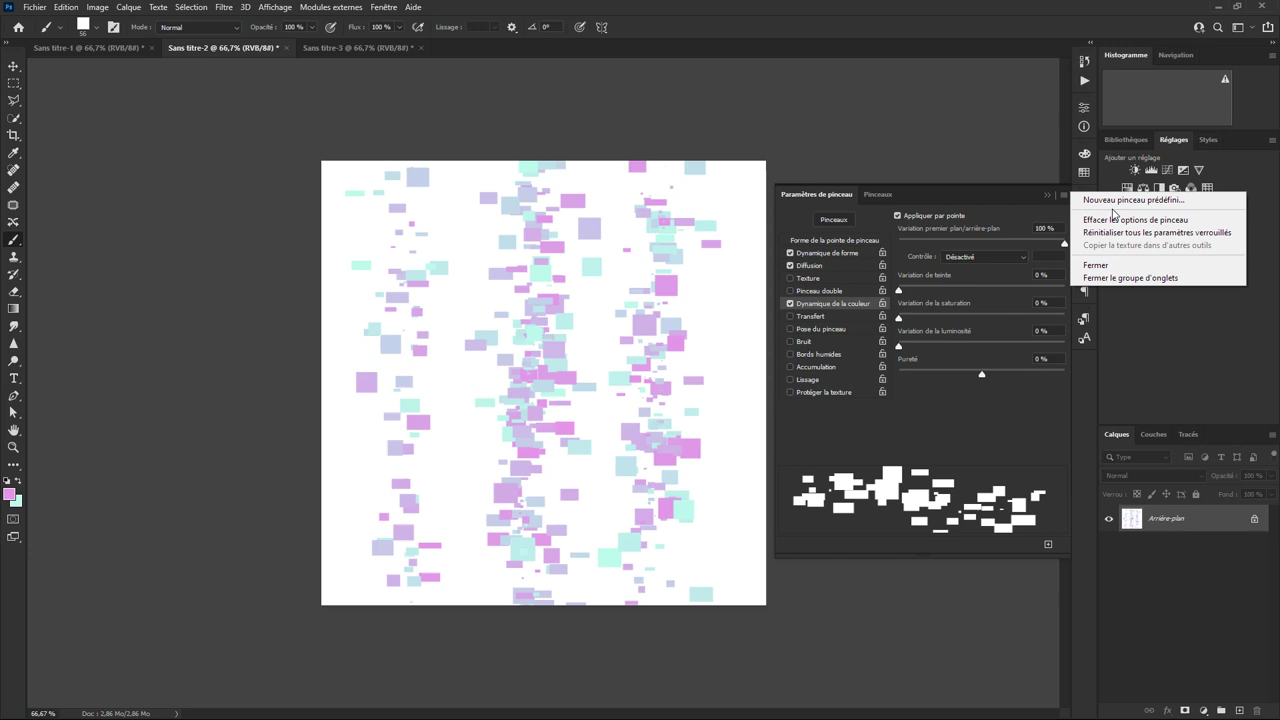 Ps Fichier Edition Image Calque Texte Sélection Filtre 3D Affichage Modules externes Fenêtre Aide
56 Mode : Normal Opacité : 100 % Flux : 100 % Lissage : 0°
Sans titre-1 @ 66,7% (RVB/8#) * × Sans titre-2 @ 66,7% (RVB/8#) * × Sans titre-3 @ 66,7% (RVB/8#) * ×
Histogramme Navigation
Bibliothèques Réglages Styles
Ajouter un réglage
Paramètres de pinceau Pinceaux
Pinceaux
Forme de la pointe de pinceau
Dynamique de forme
Diffusion
Texture
Pinceau double
Dynamique de la couleur
Transfert
Pose du pinceau
Bruit
Bords humides
Accumulation
Lissage
Protéger la texture
Appliquer par pointe
Variation premier plan/arrière-plan 100 %
Contrôle : Désactivé
Variation de teinte 0 %
Variation de la saturation 0 %
Variation de la luminosité 0 %
Pureté 0 %
Nouveau pinceau prédéfini...
Effacer les options de pinceau
Réinitialiser tous les paramètres verrouillés
Copier la texture dans d'autres outils
Fermer
Fermer le groupe d'onglets
Calques Couches Tracés
Type
Normal Opacité : 100 %
Verrou : Fond : 100 %
Arrière-plan
66,67 % Doc : 2,86 Mo/2,86 Mo